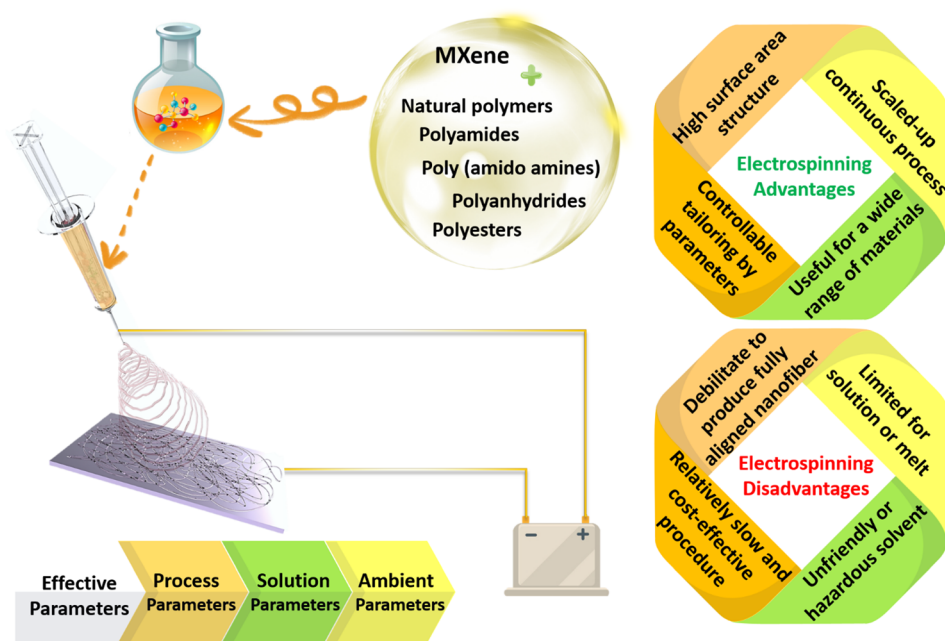 MXene
+
Natural polymers
Polyamides
Poly (amido amines)
Polyanhydrides
Polyesters
High surface area
structure
Scaled-up
continuous process
Electrospinning
Advantages
Controllable
tailoring by
parameters
Useful for a wide
range of materials
Debilitate to
produce fully
aligned nanofiber
Limited for
solution or melt
Electrospinning
Disadvantages
Relatively slow and
cost-effective
procedure
Unfriendly or
hazardous solvent
- +
Effective
Parameters
Process
Parameters
Solution
Parameters
Ambient
Parameters